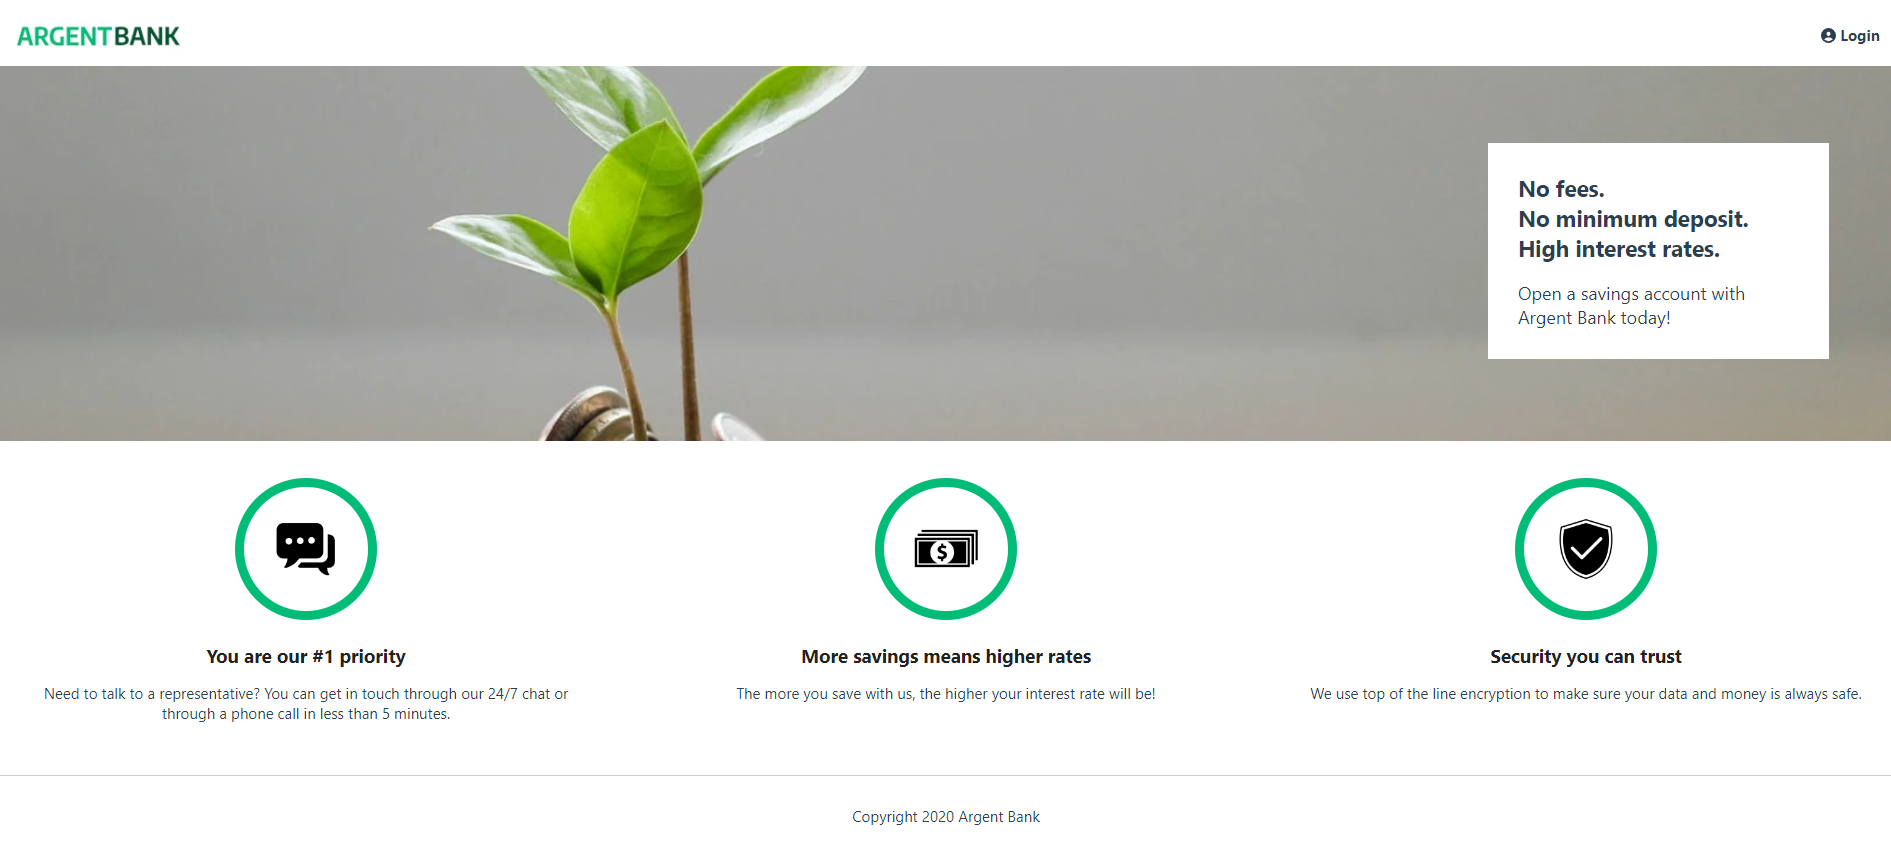 ARGENTBANK
Login
No fees.
No minimum deposit.
High interest rates.
Open a savings account with
Argent Bank today!
$
You are our #1 priority
Need to talk to a representative? You can get in touch through our 24/7 chat or
through a phone call in less than 5 minutes.
More savings means higher rates
The more you save with us, the higher your interest rate will be!
Security you can trust
We use top of the line encryption to make sure your data and money is always safe.
Copyright 2020 Argent Bank